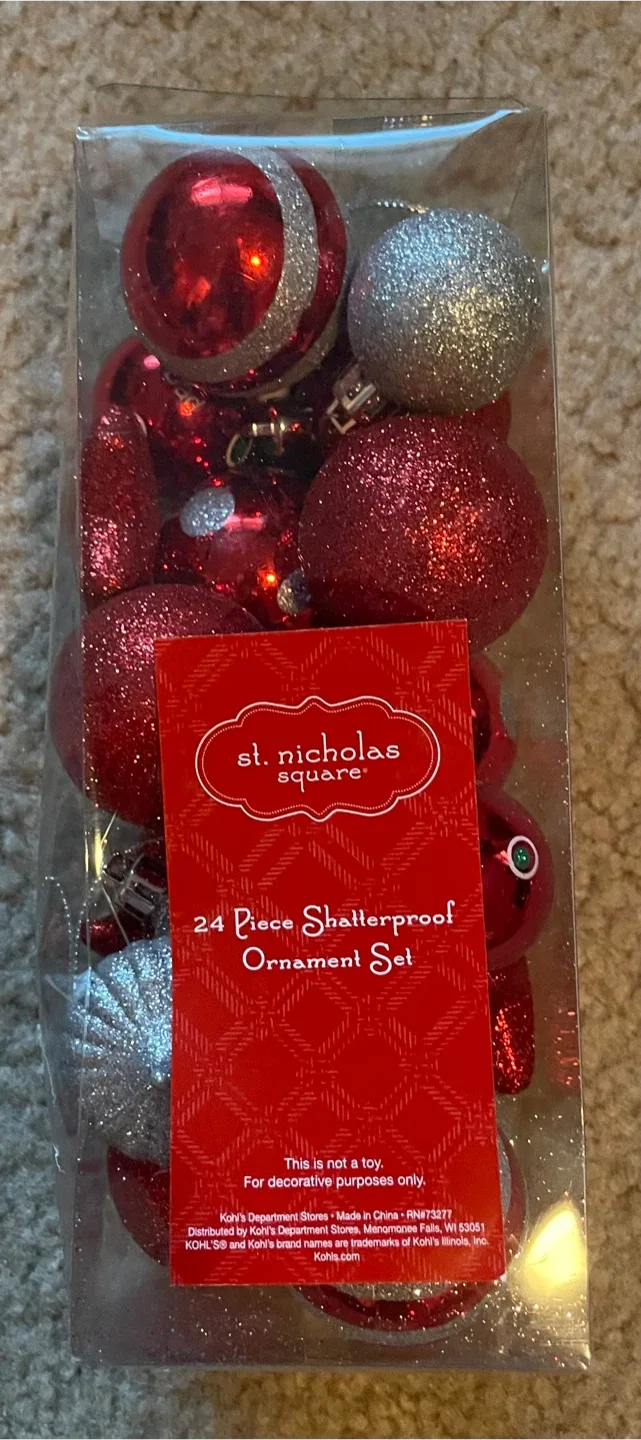 st. nicholas
square®
24 Piece Shatterproof
Ornament Set
This is not a toy.
For decorative purposes only.
Kohl's Department Stores • Made in China • RN#73277
Distributed by Kohl's Department Stores, Menomonee Falls, WI 53051
KOHL'S® and Kohl's brand names are trademarks of Kohl's Illinois, Inc.
Kohls.com